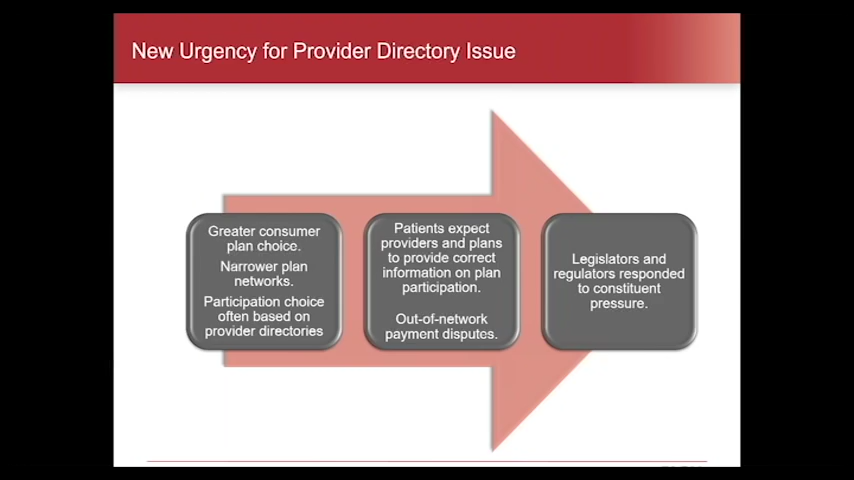 New Urgency for Provider Directory Issue
Greater consumer
plan choice.
Narrower plan
networks.
Participation choice
often based on
provider directories
Patients expect
providers and plans
to provide correct
information on plan
participation.
Out-of-network
payment disputes.
Legislators and
regulators responded
to constituent
pressure.